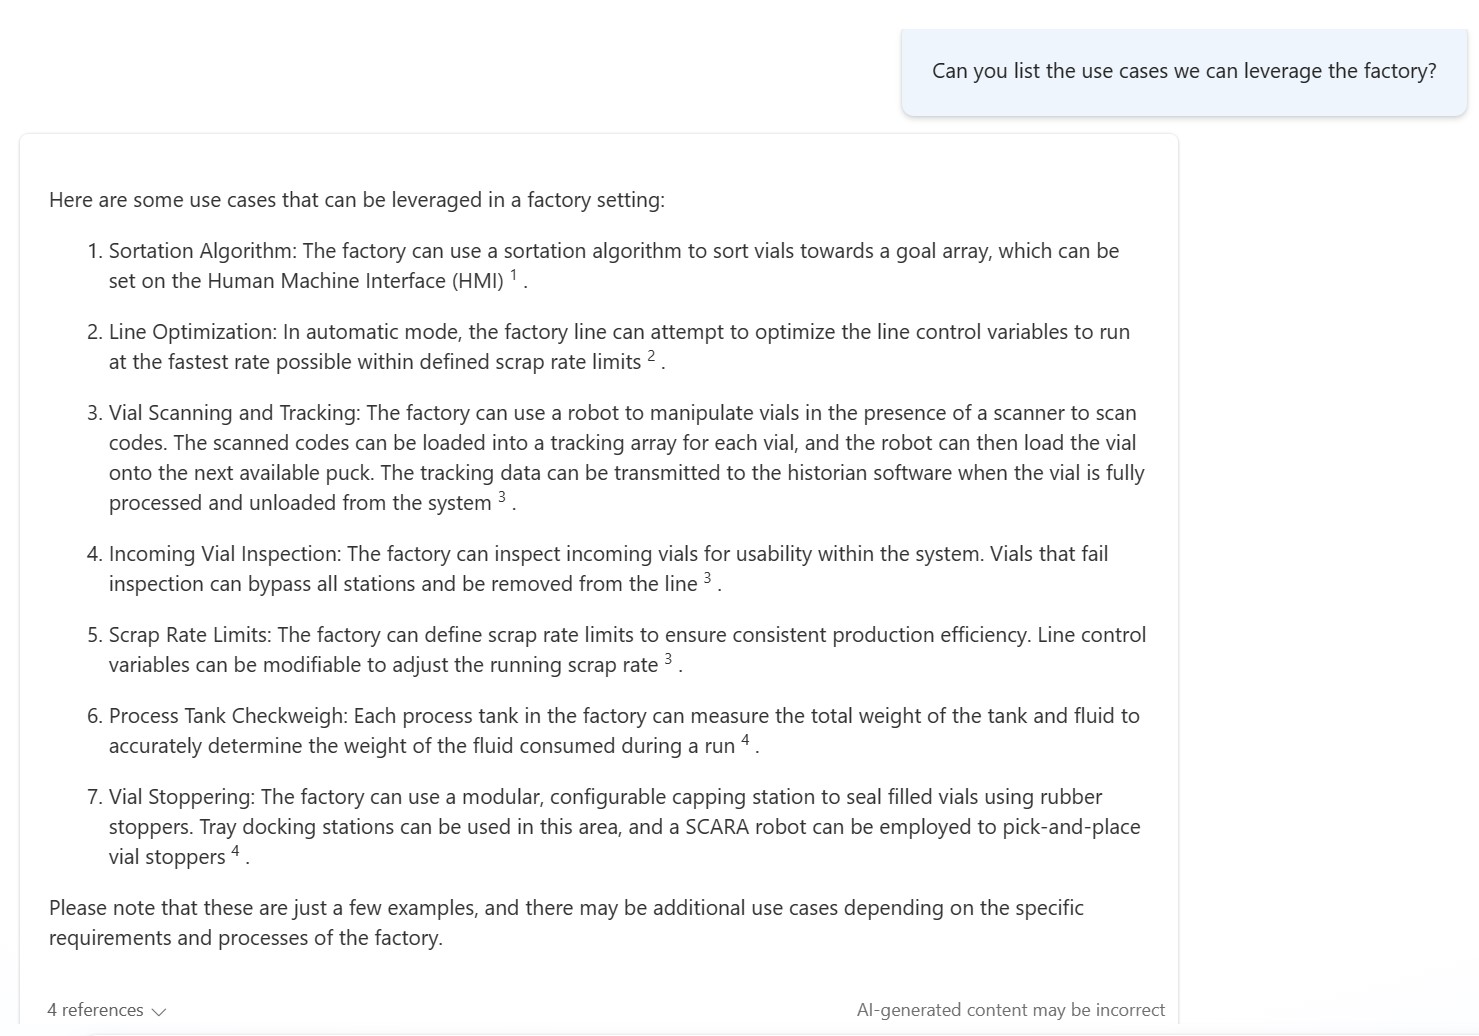 Can you list the use cases we can leverage the factory?
Here are some use cases that can be leveraged in a factory setting:
1. Sortation Algorithm: The factory can use a sortation algorithm to sort vials towards a goal array, which can be
set on the Human Machine Interface (HMI) 1 .
2. Line Optimization: In automatic mode, the factory line can attempt to optimize the line control variables to run
at the fastest rate possible within defined scrap rate limits 2 .
3. Vial Scanning and Tracking: The factory can use a robot to manipulate vials in the presence of a scanner to scan
codes. The scanned codes can be loaded into a tracking array for each vial, and the robot can then load the vial
onto the next available puck. The tracking data can be transmitted to the historian software when the vial is fully
processed and unloaded from the system 3 .
4. Incoming Vial Inspection: The factory can inspect incoming vials for usability within the system. Vials that fail
inspection can bypass all stations and be removed from the line 3 .
5. Scrap Rate Limits: The factory can define scrap rate limits to ensure consistent production efficiency. Line control
variables can be modifiable to adjust the running scrap rate 3 .
6. Process Tank Checkweigh: Each process tank in the factory can measure the total weight of the tank and fluid to
accurately determine the weight of the fluid consumed during a run 4 .
7. Vial Stoppering: The factory can use a modular, configurable capping station to seal filled vials using rubber
stoppers. Tray docking stations can be used in this area, and a SCARA robot can be employed to pick-and-place
vial stoppers 4 .
Please note that these are just a few examples, and there may be additional use cases depending on the specific
requirements and processes of the factory.
4 references
AI-generated content may be incorrect